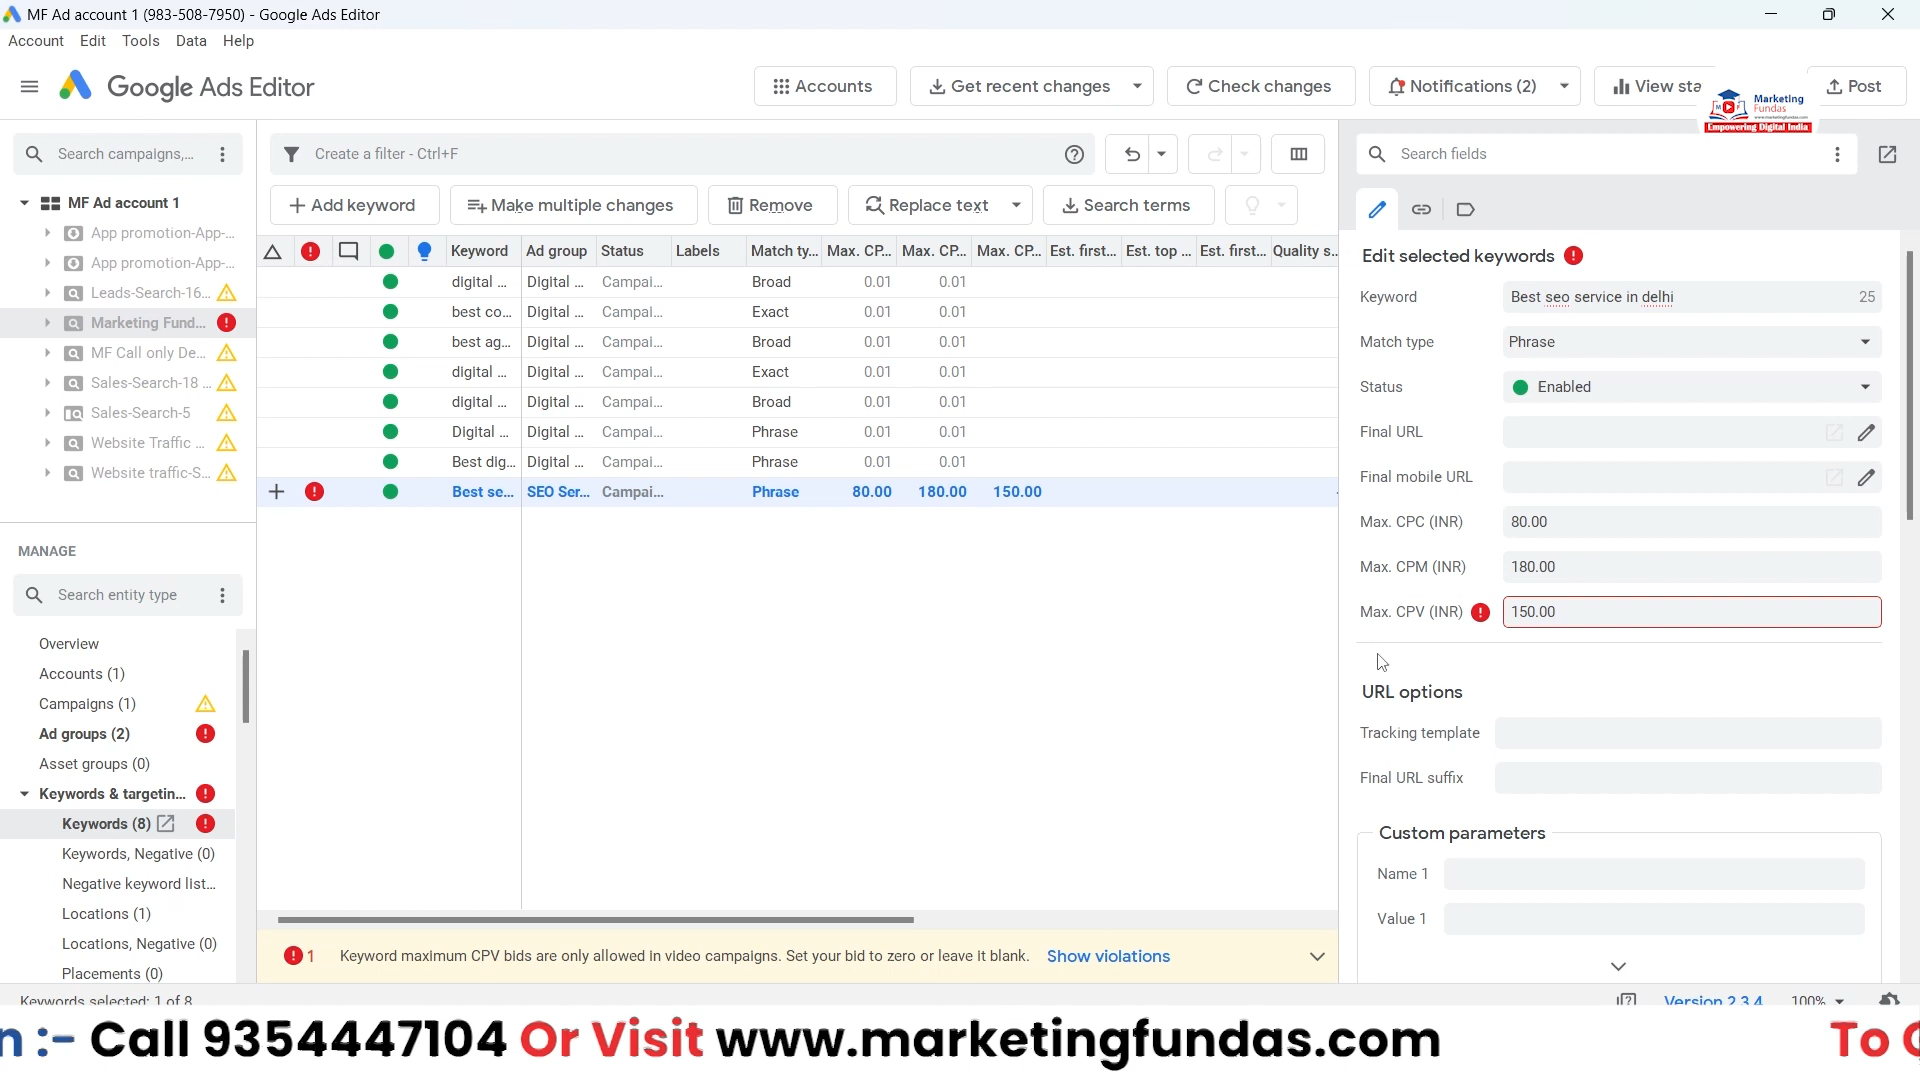 MF Ad account 1 (983-508-7950) - Google Ads Editor
Account Edit Tools Data Help
Google Ads Editor
Accounts
Get recent changes
Check changes
Notifications (2)
View sta
Post
Marketing
Fundas
www.marketingfundas.com
Empowering Digital India
Search campaigns,...
Create a filter - Ctrl+F
Search fields
MF Ad account 1
App promotion-App-...
App promotion-App-...
Leads-Search-16...
Marketing Fund...
MF Call only De...
Sales-Search-18 ...
Sales-Search-5
Website Traffic ...
Website traffic-S...
MANAGE
Search entity type
Overview
Accounts (1)
Campaigns (1)
Ad groups (2)
Asset groups (0)
Keywords & targetin...
Keywords (8)
Keywords, Negative (0)
Negative keyword list...
Locations (1)
Locations, Negative (0)
Placements (0)
Add keyword
Make multiple changes
Remove
Replace text
Search terms
Keyword Ad group Status Labels Match ty... Max. CP... Max. CP... Max. CP... Est. first... Est. top ... Est. first... Quality s...
digital ... Digital ... Campai... Broad 0.01 0.01
best co... Digital ... Campai... Exact 0.01 0.01
best ag... Digital ... Campai... Broad 0.01 0.01
digital ... Digital ... Campai... Exact 0.01 0.01
digital ... Digital ... Campai... Broad 0.01 0.01
Digital ... Digital ... Campai... Phrase 0.01 0.01
Best dig... Digital ... Campai... Phrase 0.01 0.01
Best se... SEO Ser... Campai... Phrase 80.00 180.00 150.00
1 Keyword maximum CPV bids are only allowed in video campaigns. Set your bid to zero or leave it blank. Show violations
Edit selected keywords
Keyword Best seo service in delhi 25
Match type Phrase
Status Enabled
Final URL
Final mobile URL
Max. CPC (INR) 80.00
Max. CPM (INR) 180.00
Max. CPV (INR) 150.00
URL options
Tracking template
Final URL suffix
Custom parameters
Name 1
Value 1
Keywords selected: 1 of 8
Version 2.3.4
100%
n :- Call 9354447104 Or Visit www.marketingfundas.com
To